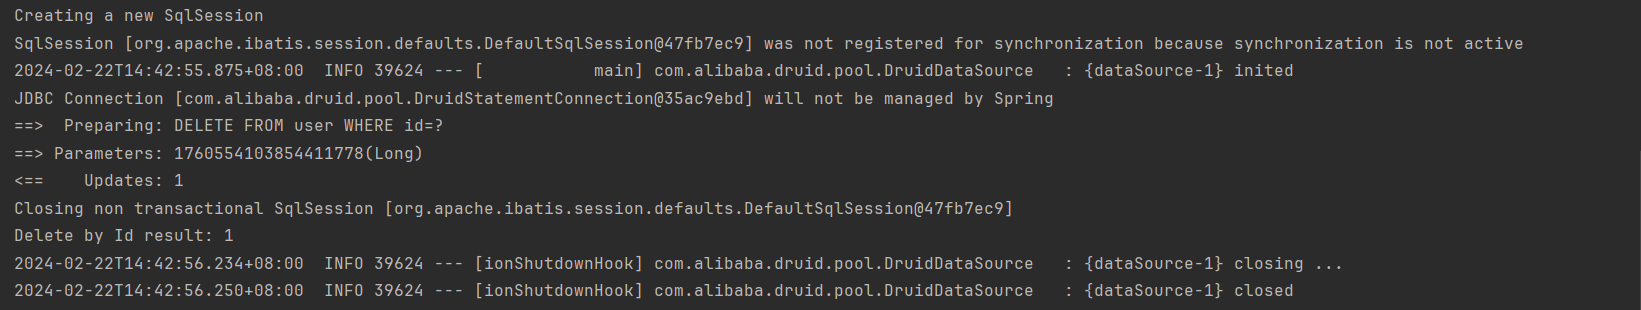 Creating a new SqlSession
SqlSession [org.apache.ibatis.session.defaults.DefaultSqlSession@47fb7ec9] was not registered for synchronization because synchronization is not active
2024-02-22T14:42:55.875+08:00  INFO 39624 --- [           main] com.alibaba.druid.pool.DruidDataSource   : {dataSource-1} inited
JDBC Connection [com.alibaba.druid.pool.DruidStatementConnection@35ac9ebd] will not be managed by Spring
==>  Preparing: DELETE FROM user WHERE id=?
==> Parameters: 1760554103854411778(Long)
<==    Updates: 1
Closing non transactional SqlSession [org.apache.ibatis.session.defaults.DefaultSqlSession@47fb7ec9]
Delete by Id result: 1
2024-02-22T14:42:56.234+08:00  INFO 39624 --- [ionShutdownHook] com.alibaba.druid.pool.DruidDataSource   : {dataSource-1} closing ...
2024-02-22T14:42:56.250+08:00  INFO 39624 --- [ionShutdownHook] com.alibaba.druid.pool.DruidDataSource   : {dataSource-1} closed